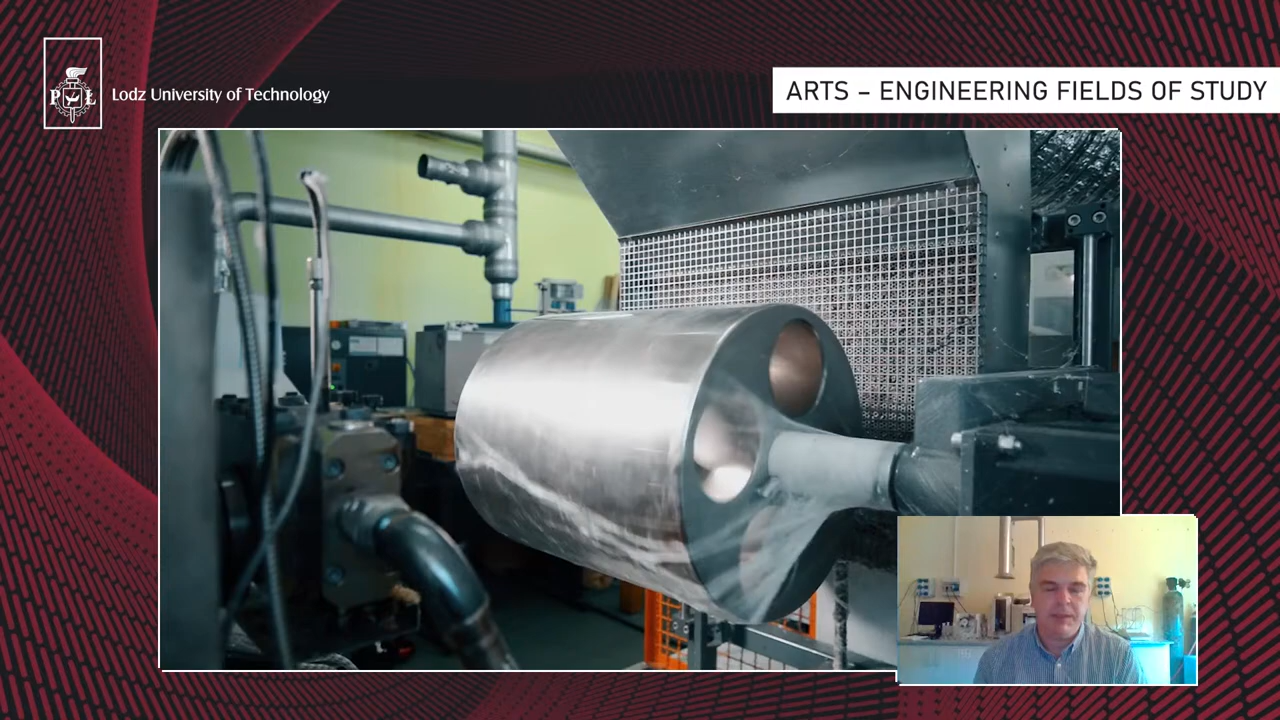 P Ł
Lodz University of Technology
ARTS – ENGINEERING FIELDS OF STUDY